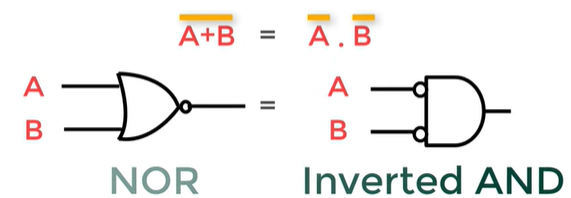 A̅+̅B̅ = A̅ . B̅
A
B
=
A
B
NOR
Inverted AND